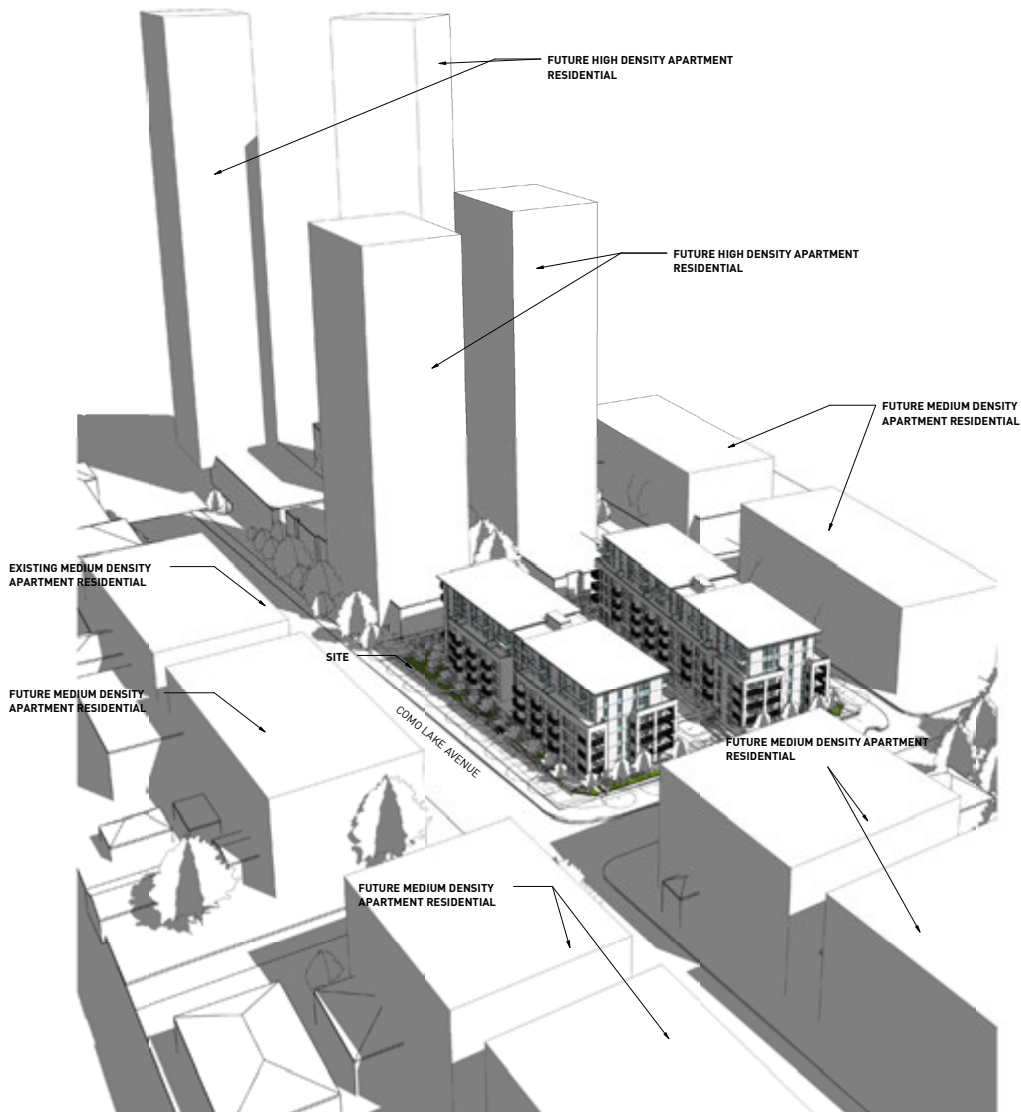 FUTURE HIGH DENSITY APARTMENT
RESIDENTIAL
FUTURE HIGH DENSITY APARTMENT
RESIDENTIAL
FUTURE MEDIUM DENSITY
APARTMENT RESIDENTIAL
EXISTING MEDIUM DENSITY
APARTMENT RESIDENTIAL
SITE
FUTURE MEDIUM DENSITY
APARTMENT RESIDENTIAL
COMO LAKE AVENUE
FUTURE MEDIUM DENSITY APARTMENT
RESIDENTIAL
FUTURE MEDIUM DENSITY
APARTMENT RESIDENTIAL